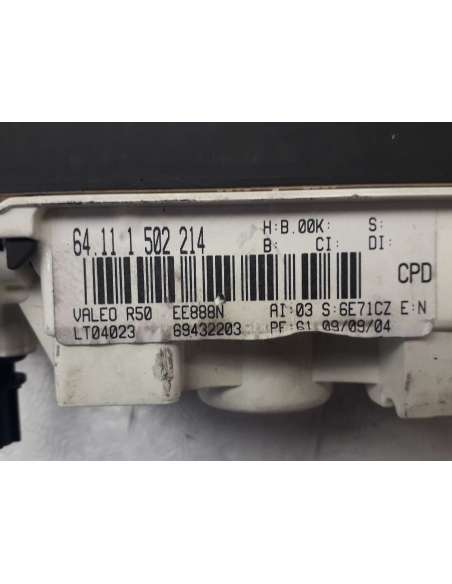 64.11 1 502 214 H:B.00K: S:
B: CI: DI:
CPD
VALEO R50 EE888N AI:03 S:6E71CZ E:N
LT04023 69432203 PF:61 09/09/04